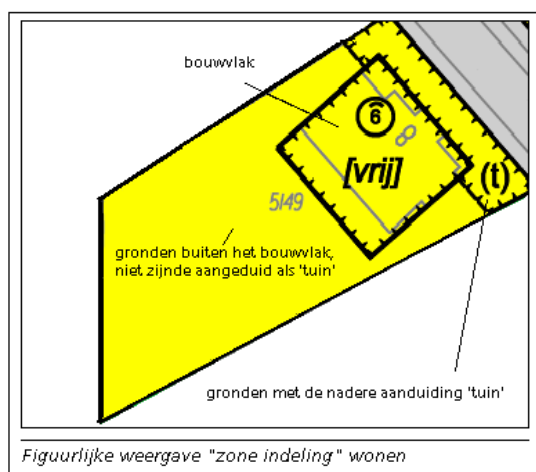 bouwvlak
6
8
[vrij]
(t)
5149
gronden buiten het bouwvlak,
niet zijnde aangeduid als 'tuin'
gronden met de nadere aanduiding 'tuin'
Figuurlijke weergave "zone indeling" wonen